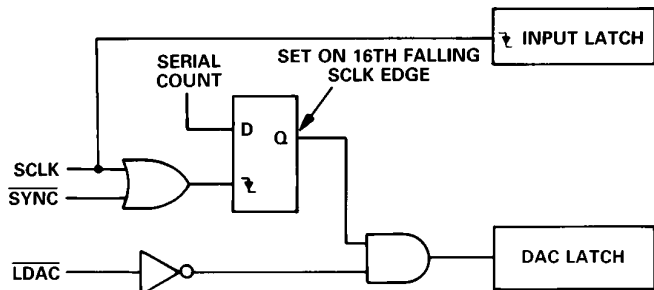 INPUT LATCH
SERIAL
COUNT
SET ON 16TH FALLING
SCLK EDGE
D
Q
SCLK
SYNC
LDAC
DAC LATCH